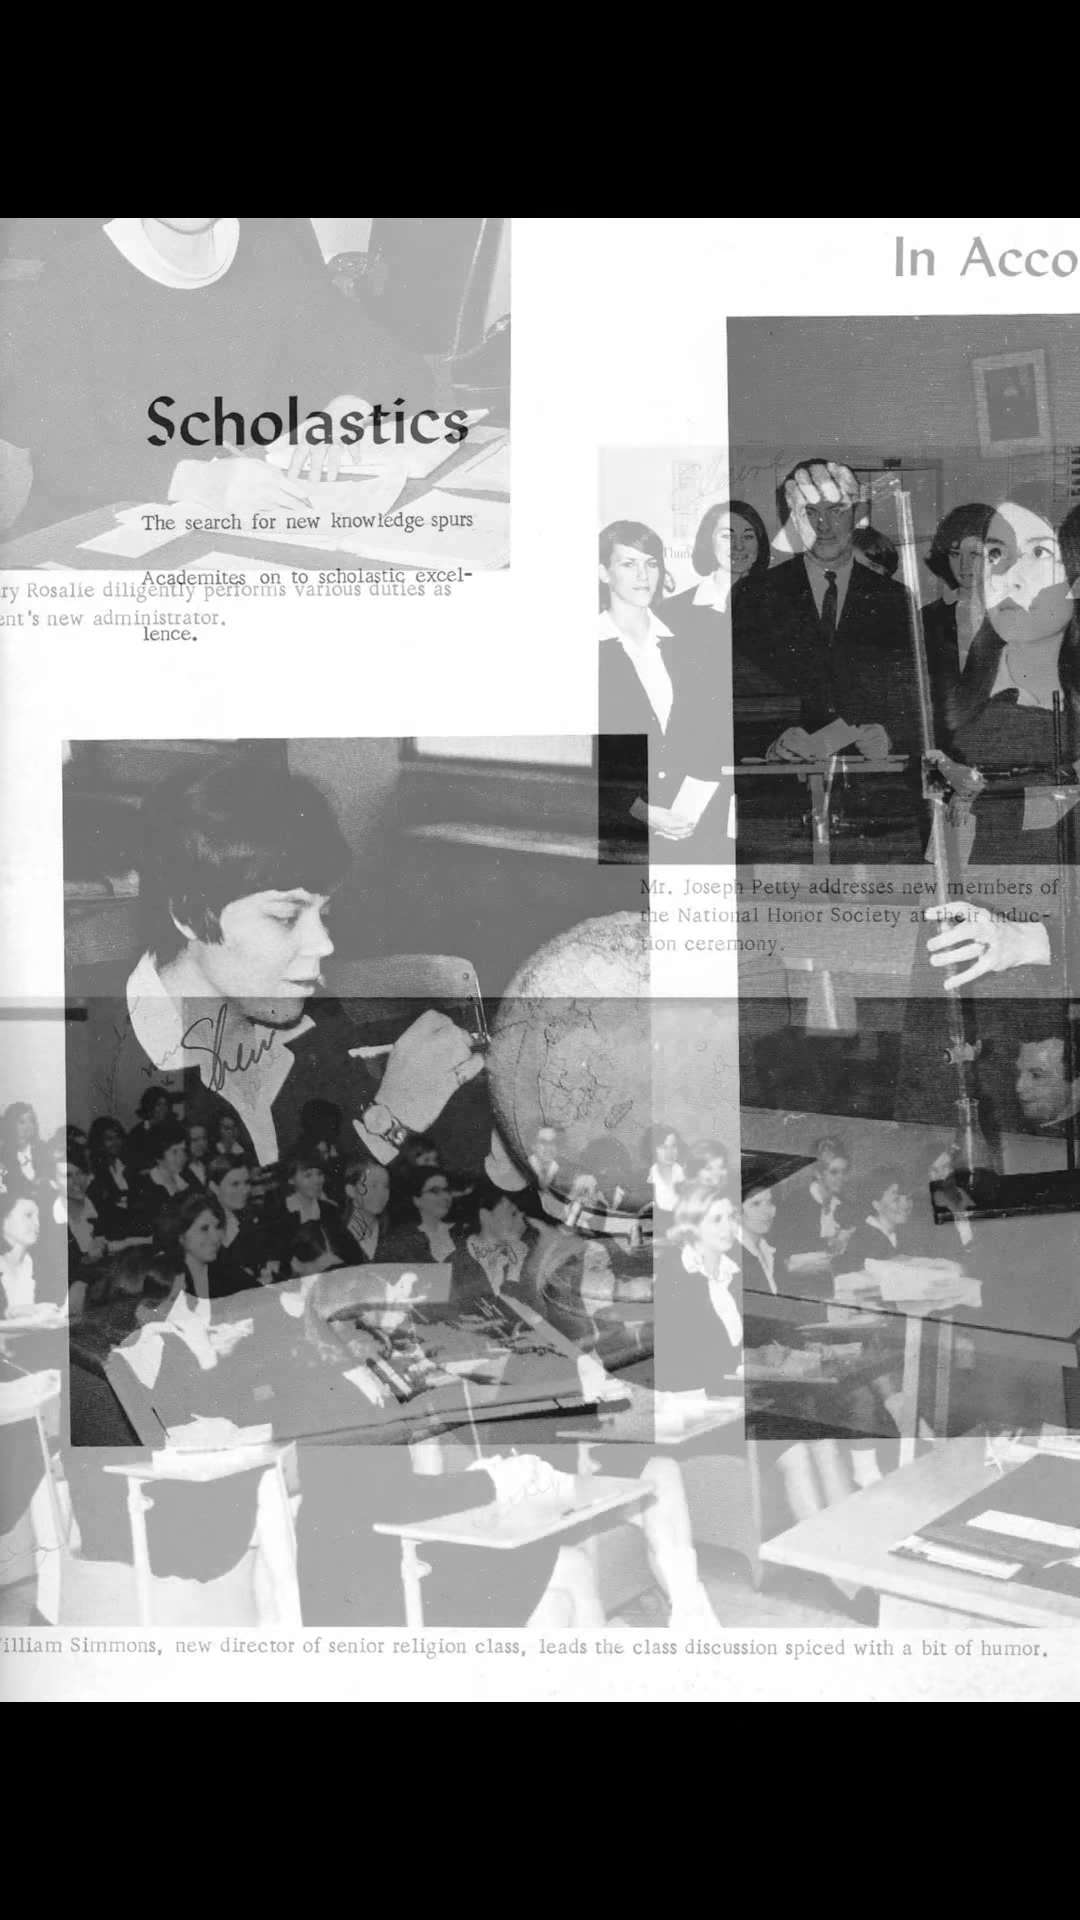 In Acco
Scholastics
The search for new knowledge spurs
Academites on to scholastic excel-
lence.
ry Rosalie diligently performs various duties as
ent's new administrator.
Mr. Joseph Petty addresses new members of
the National Honor Society at their induc-
tion ceremony.
Sherry
illiam Simmons, new director of senior religion class, leads the class discussion spiced with a bit of humor.